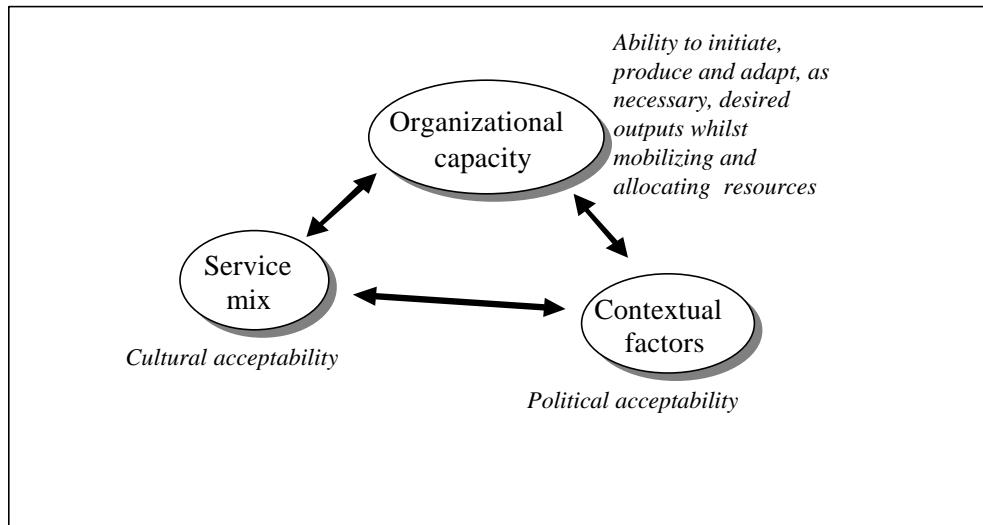 Ability to initiate,
produce and adapt, as
necessary, desired
outputs whilst
mobilizing and
allocating resources
Organizational
capacity
Service
mix
Cultural acceptability
Contextual
factors
Political acceptability